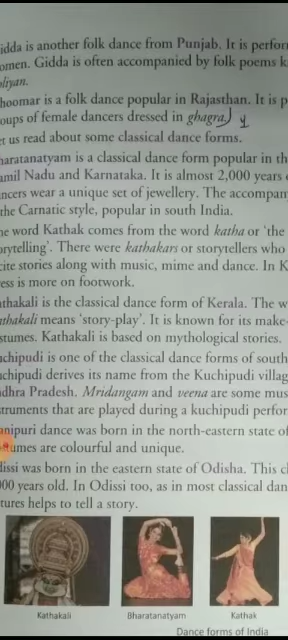 idda is another folk dance from Punjab. It is perfor
omen. Gidda is often accompanied by folk poems k
oliyan.
hoomar is a folk dance popular in Rajasthan. It is p
oups of female dancers dressed in ghagra.
et us read about some classical dance forms.
haratanatyam is a classical dance form popular in th
amil Nadu and Karnataka. It is almost 2,000 years
ncers wear a unique set of jewellery. The accompan
the Carnatic style, popular in south India.
he word Kathak comes from the word katha or 'the
orytelling'. There were kathakars or storytellers who
cite stories along with music, mime and dance. In K
ess is more on footwork.
athakali is the classical dance form of Kerala. The w
athakali means 'story-play'. It is known for its make-
stumes. Kathakali is based on mythological stories.
uchipudi is one of the classical dance forms of south
uchipudi derives its name from the Kuchipudi villag
dhra Pradesh. Mridangam and veena are some mus
struments that are played during a kuchipudi perfor
anipuri dance was born in the north-eastern state of
umes are colourful and unique.
dissi was born in the eastern state of Odisha. This cl
000 years old. In Odissi too, as in most classical dan
tures helps to tell a story.
Kathakali
Bharatanatyam
Kathak
Dance forms of India